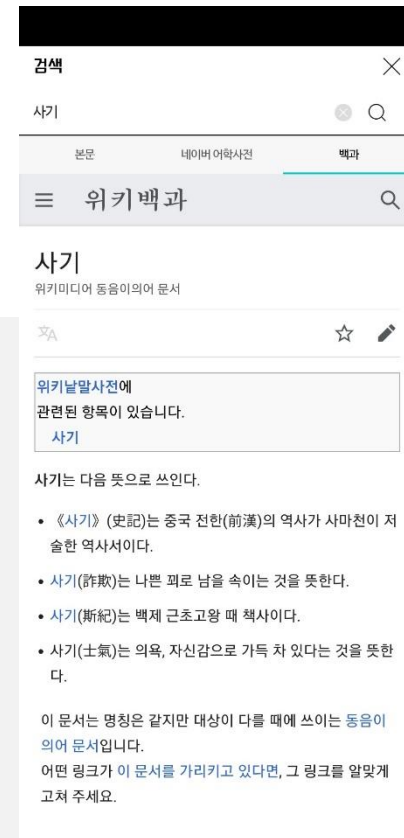 검색
사기
본문 네이버 어학사전 백과
위키백과
사기
위키미디어 동음이의어 문서
위키낱말사전에
관련된 항목이 있습니다.
사기
사기는 다음 뜻으로 쓰인다.
• 《사기》(史記)는 중국 전한(前漢)의 역사가 사마천이 저
술한 역사서이다.
• 사기(詐欺)는 나쁜 꾀로 남을 속이는 것을 뜻한다.
• 사기(斯紀)는 백제 근초고왕 때 책사이다.
• 사기(士氣)는 의욕, 자신감으로 가득 차 있다는 것을 뜻한
다.
이 문서는 명칭은 같지만 대상이 다를 때에 쓰이는 동음이
의어 문서입니다.
어떤 링크가 이 문서를 가리키고 있다면, 그 링크를 알맞게
고쳐 주세요.